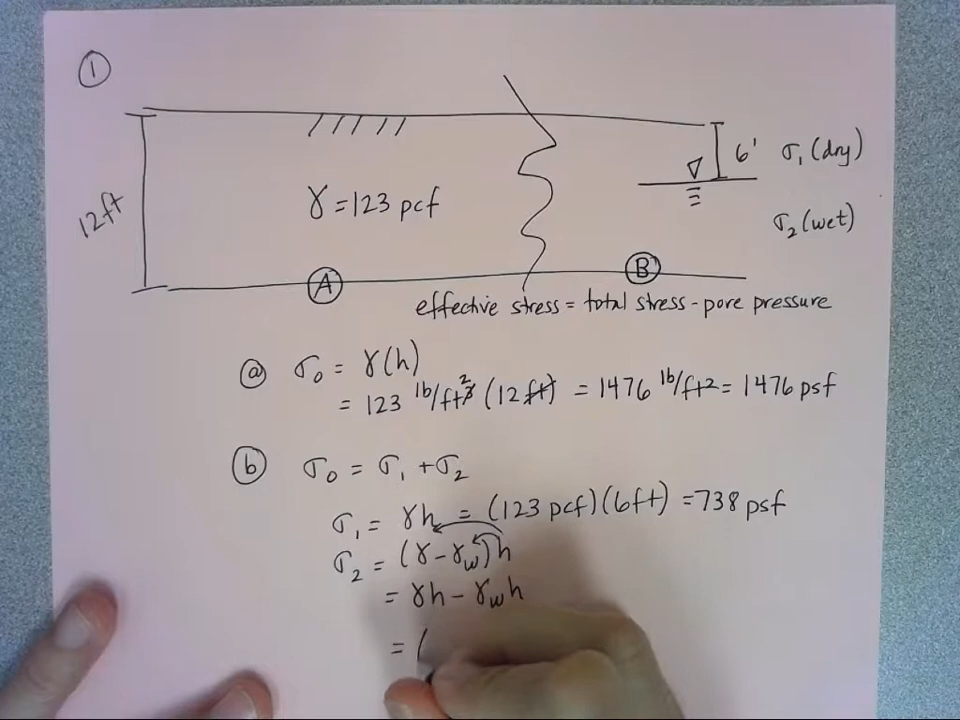 ①
12ft
γ = 123 pcf
6' σ₁ (dry)
σ₂ (wet)
Ⓐ
Ⓑ
effective stress = total stress - pore pressure
ⓐ σ₀ = γ(h)
= 123 lb/ft³ ² (12 ft) = 1476 lb/ft² = 1476 psf
ⓑ σ₀ = σ₁ + σ₂
σ₁ = γh = (123 pcf)(6ft) = 738 psf
σ₂ = (γ - γw)h
= γh - γwh
= (